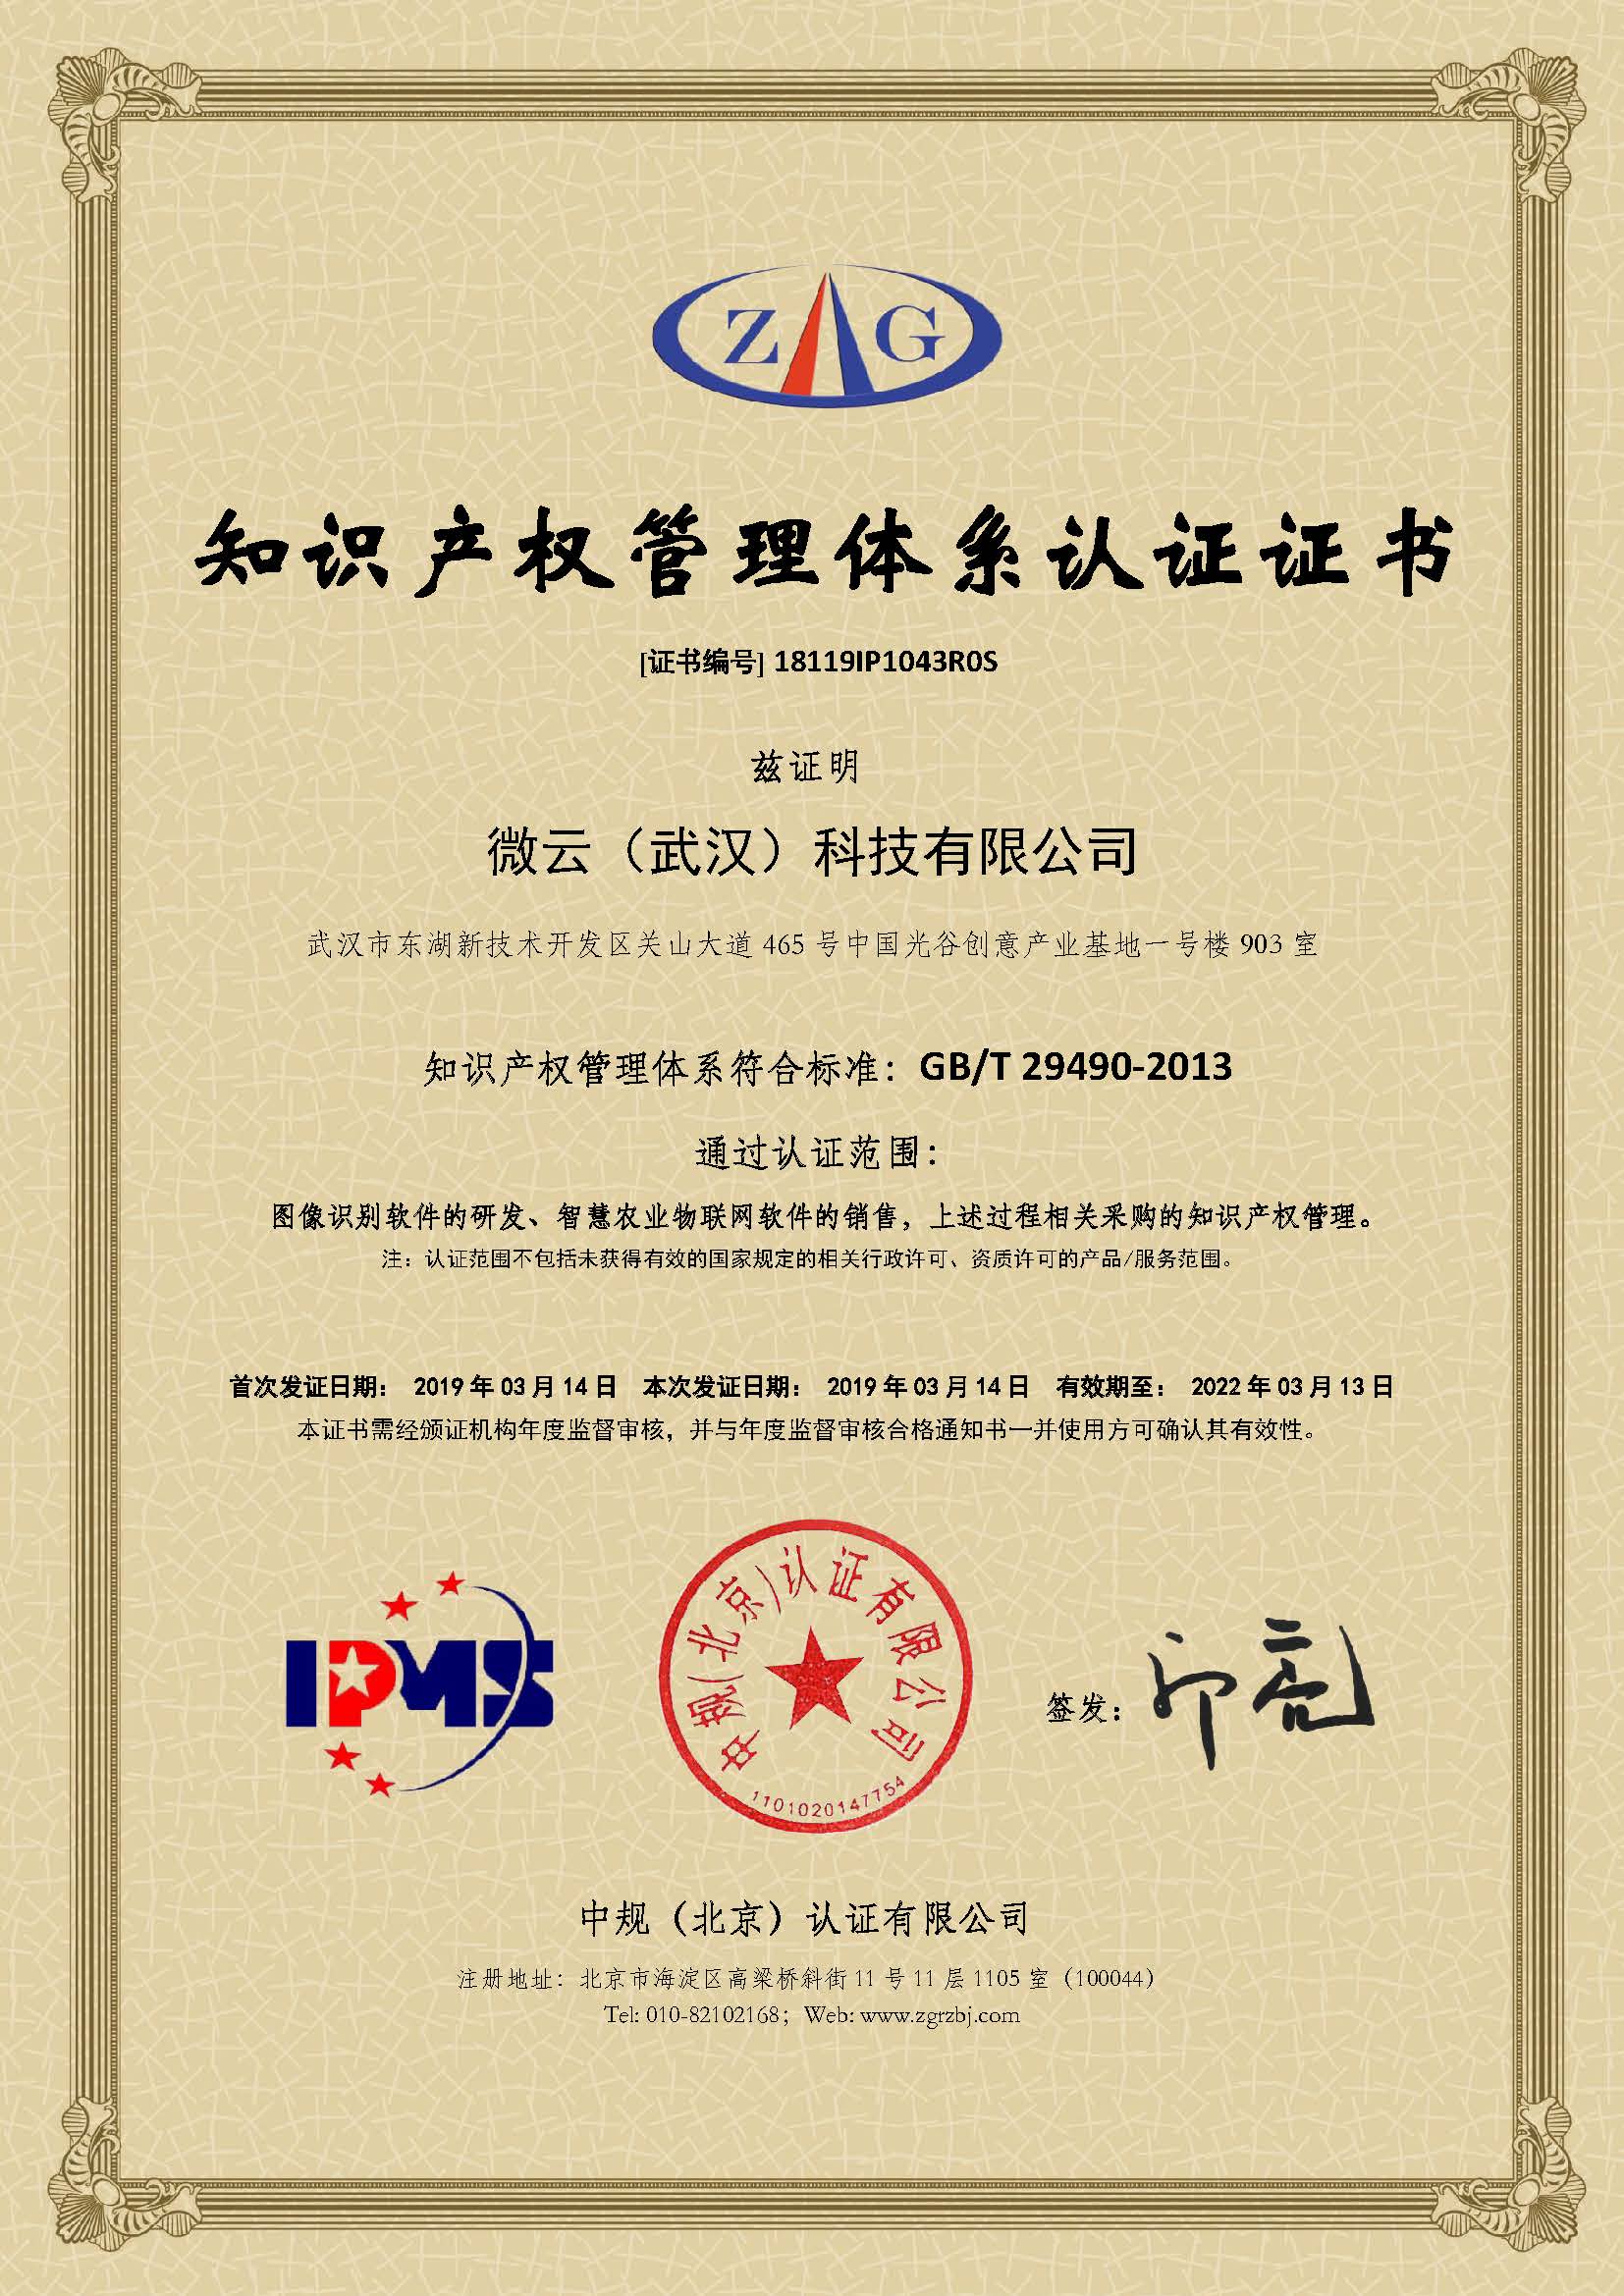 Z G
知识产权管理体系认证证书
[证书编号] 18119IP1043R0S
兹证明
微云（武汉）科技有限公司
武汉市东湖新技术开发区关山大道 465 号中国光谷创意产业基地一号楼 903 室
知识产权管理体系符合标准：GB/T 29490-2013
通过认证范围：
图像识别软件的研发、智慧农业物联网软件的销售，上述过程相关采购的知识产权管理。
注：认证范围不包括未获得有效的国家规定的相关行政许可、资质许可的产品/服务范围。
首次发证日期： 2019 年 03 月 14 日 本次发证日期： 2019 年 03 月 14 日 有效期至： 2022 年 03 月 13 日
本证书需经颁证机构年度监督审核，并与年度监督审核合格通知书一并使用方可确认其有效性。
IPMS
中规(北京)认证有限公司
1101020147754
签发：
中规（北京）认证有限公司
注册地址：北京市海淀区高梁桥斜街 11 号 11 层 1105 室（100044）
Tel: 010-82102168；Web: www.zgrzbj.com